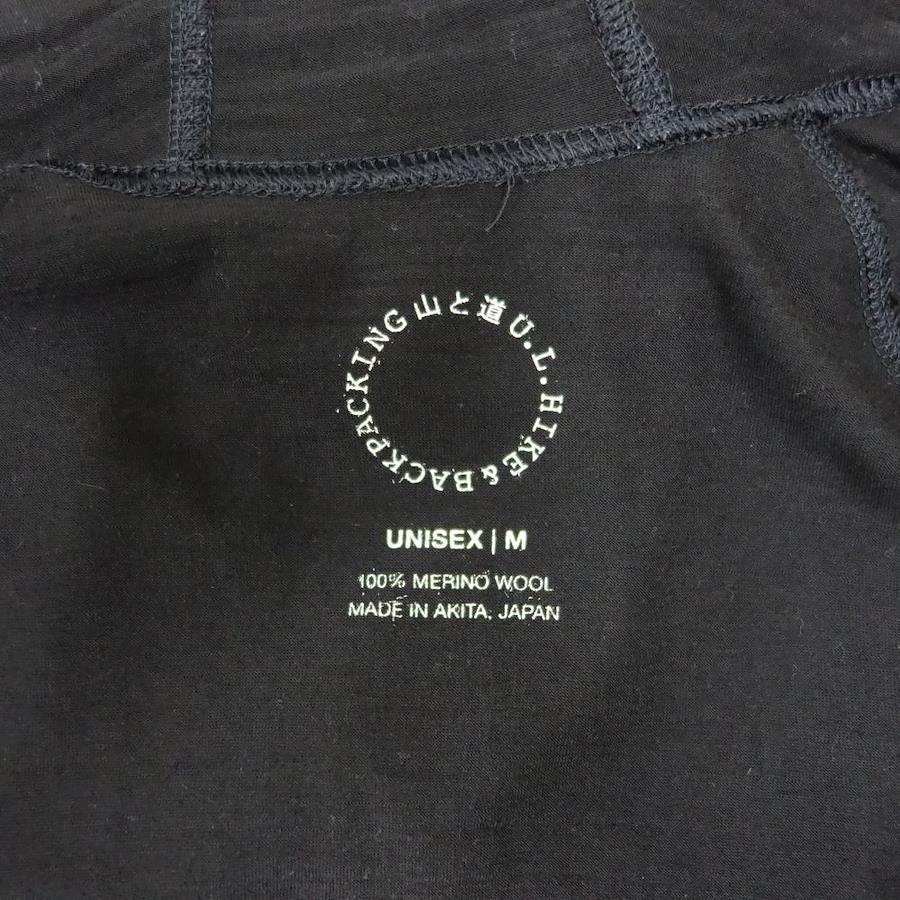 山と道 U.L. HIKE & BACKPACKING
UNISEX | M
100% MERINO WOOL
MADE IN AKITA, JAPAN